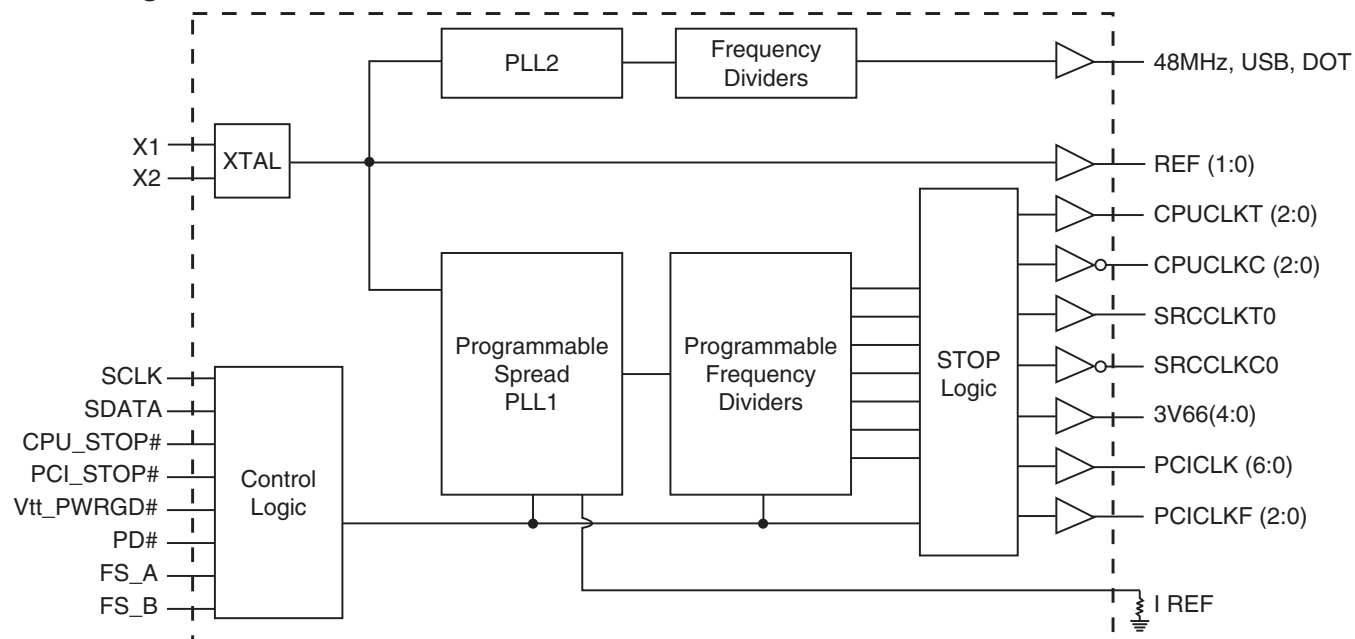 PLL2
Frequency
Dividers
48MHz, USB, DOT
X1
X2
XTAL
REF (1:0)
CPUCLKT (2:0)
CPUCLKC (2:0)
SRCCLKT0
SRCCLKC0
3V66(4:0)
PCICLK (6:0)
PCICLKF (2:0)
Programmable
Spread
PLL1
Programmable
Frequency
Dividers
STOP
Logic
SCLK
SDATA
CPU_STOP#
PCI_STOP#
Vtt_PWRGD#
PD#
FS_A
FS_B
Control
Logic
I REF